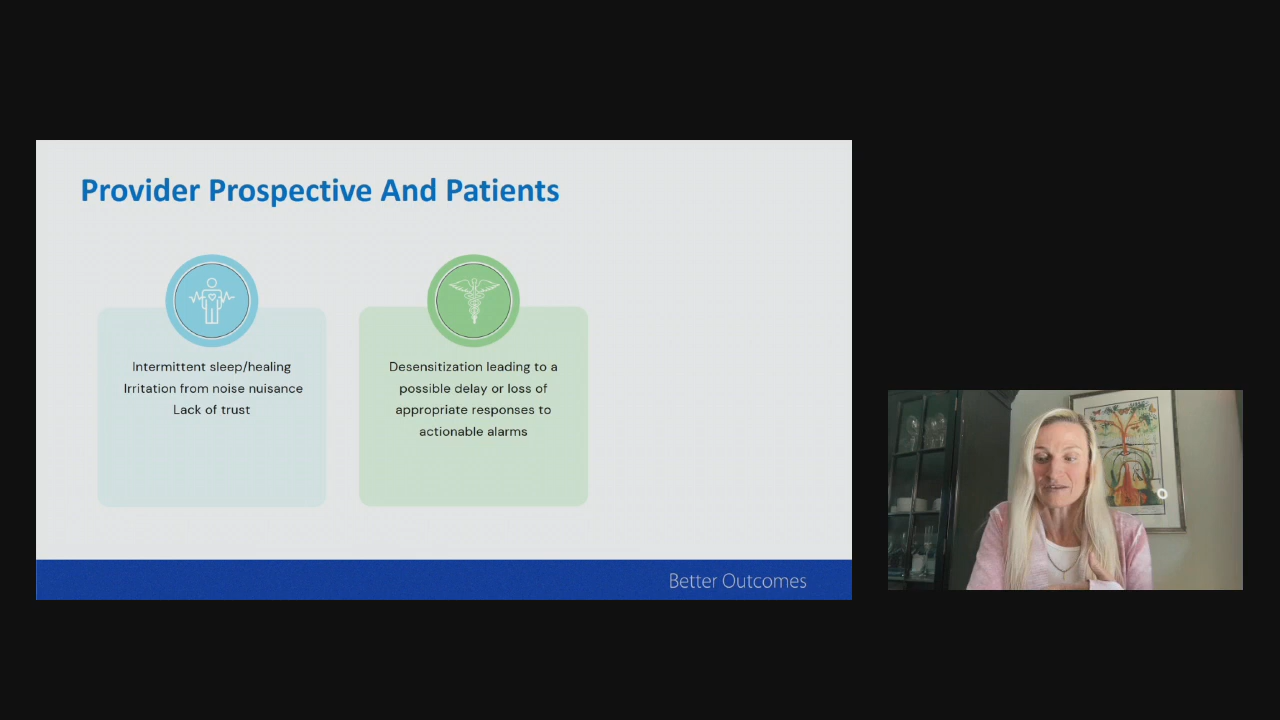 Provider Prospective And Patients
Intermittent sleep/healing
Irritation from noise nuisance
Lack of trust
Desensitization leading to a
possible delay or loss of
appropriate responses to
actionable alarms
Better Outcomes